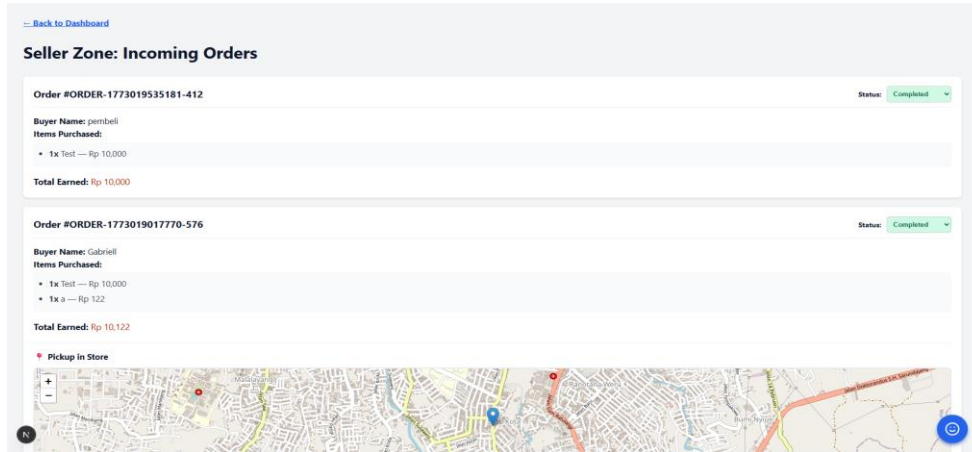 ← Back to Dashboard
Seller Zone: Incoming Orders
Order #ORDER-1773019535181-412
Status: Completed
Buyer Name: pembeli
Items Purchased:
• 1x Test — Rp 10,000
Total Earned: Rp 10,000
Order #ORDER-1773019017770-576
Status: Completed
Buyer Name: Gabriell
Items Purchased:
• 1x Test — Rp 10,000
• 1x a — Rp 122
Total Earned: Rp 10,122
Pickup in Store
+
−
Malalayang
N